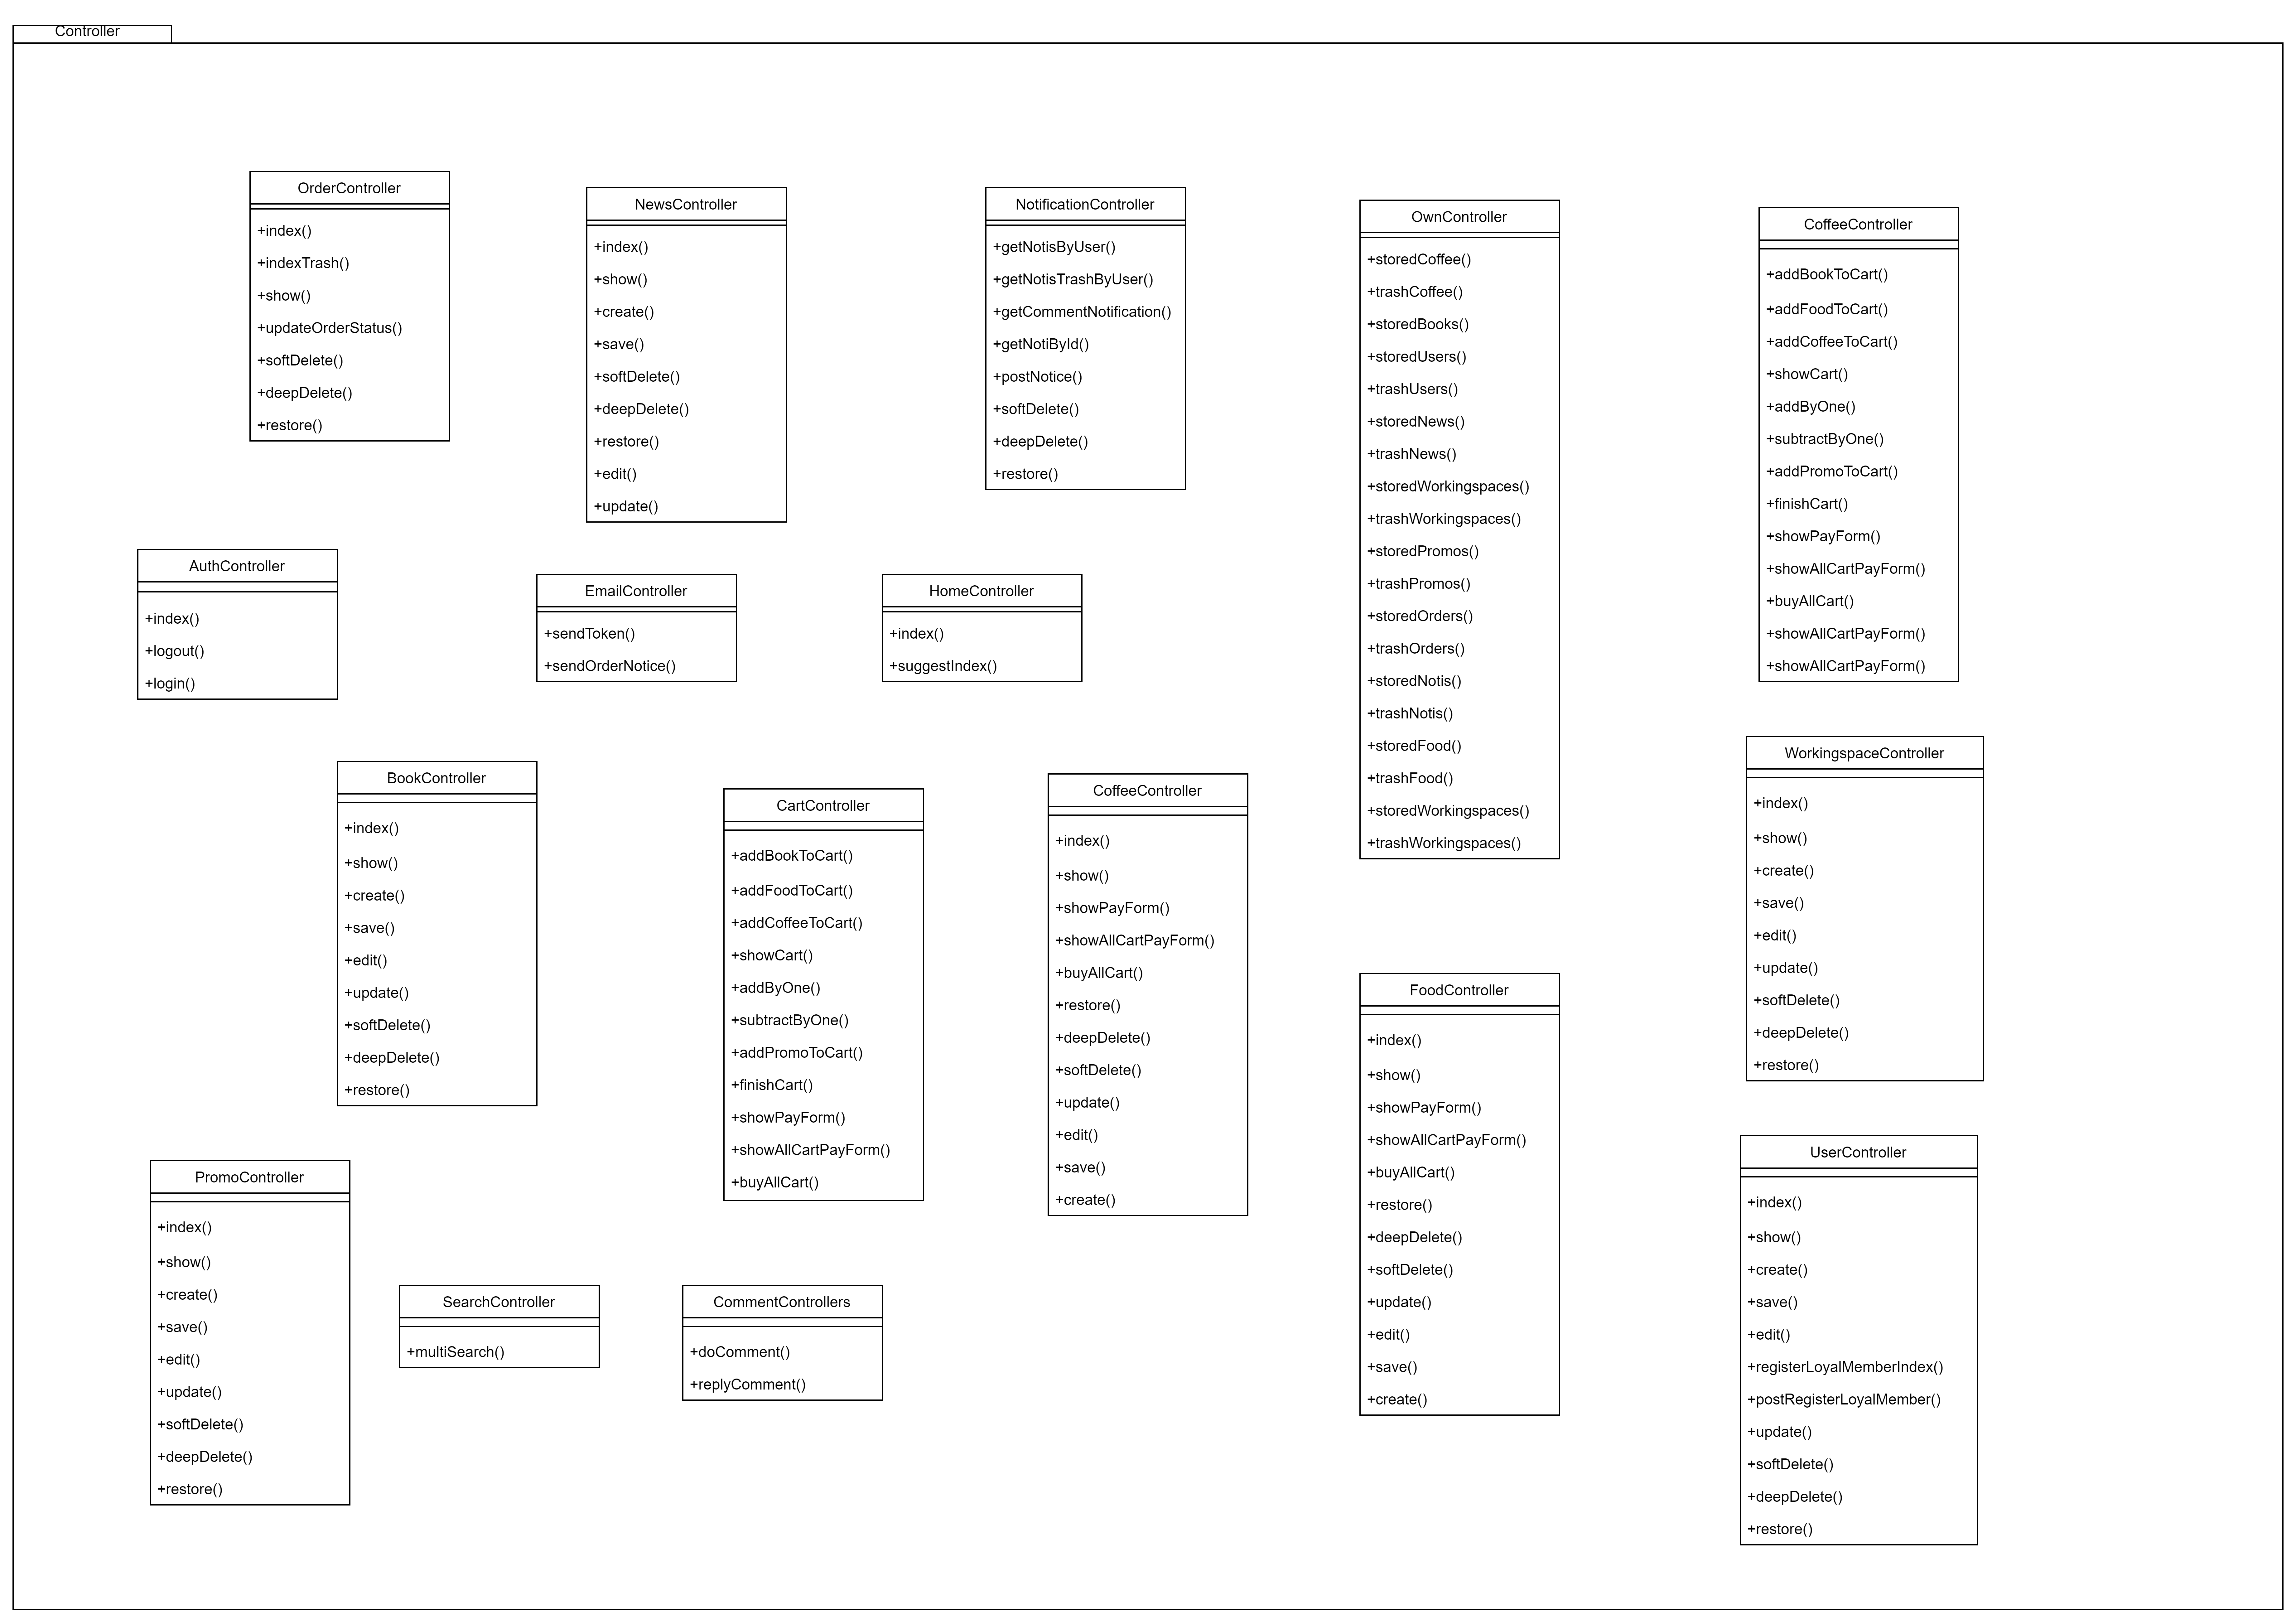 Controller
OrderController
+index()
+indexTrash()
+show()
+updateOrderStatus()
+softDelete()
+deepDelete()
+restore()
NewsController
+index()
+show()
+create()
+save()
+softDelete()
+deepDelete()
+restore()
+edit()
+update()
NotificationController
+getNotisByUser()
+getNotisTrashByUser()
+getCommentNotification()
+getNotiById()
+postNotice()
+softDelete()
+deepDelete()
+restore()
OwnController
+storedCoffee()
+trashCoffee()
+storedBooks()
+storedUsers()
+trashUsers()
+storedNews()
+trashNews()
+storedWorkingspaces()
+trashWorkingspaces()
+storedPromos()
+trashPromos()
+storedOrders()
+trashOrders()
+storedNotis()
+trashNotis()
+storedFood()
+trashFood()
+storedWorkingspaces()
+trashWorkingspaces()
CoffeeController
+addBookToCart()
+addFoodToCart()
+addCoffeeToCart()
+showCart()
+addByOne()
+subtractByOne()
+addPromoToCart()
+finishCart()
+showPayForm()
+showAllCartPayForm()
+buyAllCart()
+showAllCartPayForm()
+showAllCartPayForm()
AuthController
+index()
+logout()
+login()
EmailController
+sendToken()
+sendOrderNotice()
HomeController
+index()
+suggestIndex()
BookController
+index()
+show()
+create()
+save()
+edit()
+update()
+softDelete()
+deepDelete()
+restore()
CartController
+addBookToCart()
+addFoodToCart()
+addCoffeeToCart()
+showCart()
+addByOne()
+subtractByOne()
+addPromoToCart()
+finishCart()
+showPayForm()
+showAllCartPayForm()
+buyAllCart()
CoffeeController
+index()
+show()
+showPayForm()
+showAllCartPayForm()
+buyAllCart()
+restore()
+deepDelete()
+softDelete()
+update()
+edit()
+save()
+create()
WorkingspaceController
+index()
+show()
+create()
+save()
+edit()
+update()
+softDelete()
+deepDelete()
+restore()
FoodController
+index()
+show()
+showPayForm()
+showAllCartPayForm()
+buyAllCart()
+restore()
+deepDelete()
+softDelete()
+update()
+edit()
+save()
+create()
UserController
+index()
+show()
+create()
+save()
+edit()
+registerLoyalMemberIndex()
+postRegisterLoyalMember()
+update()
+softDelete()
+deepDelete()
+restore()
PromoController
+index()
+show()
+create()
+save()
+edit()
+update()
+softDelete()
+deepDelete()
+restore()
SearchController
+multiSearch()
CommentControllers
+doComment()
+replyComment()